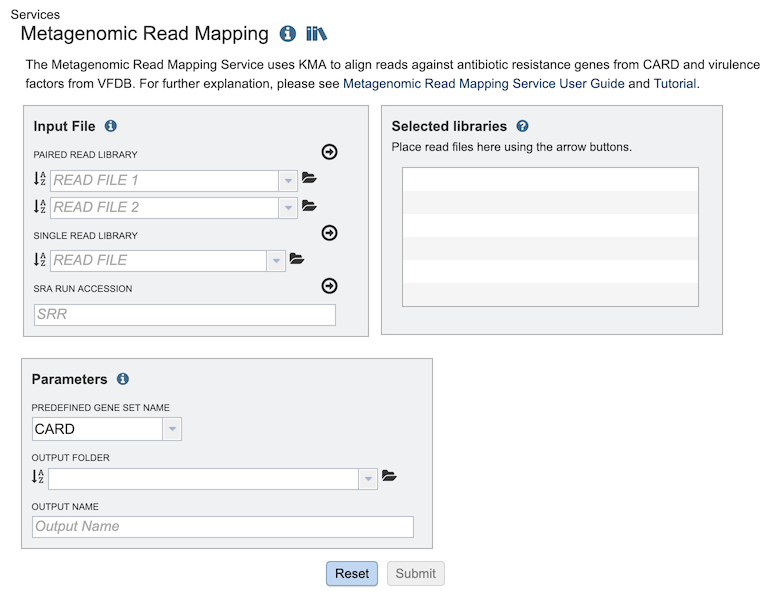 Services
Metagenomic Read Mapping
The Metagenomic Read Mapping Service uses KMA to align reads against antibiotic resistance genes from CARD and virulence
factors from VFDB. For further explanation, please see Metagenomic Read Mapping Service User Guide and Tutorial.
Input File
PAIRED READ LIBRARY
READ FILE 1
READ FILE 2
SINGLE READ LIBRARY
READ FILE
SRA RUN ACCESSION
SRR
Selected libraries
Place read files here using the arrow buttons.
Parameters
PREDEFINED GENE SET NAME
CARD
OUTPUT FOLDER
OUTPUT NAME
Output Name
Reset Submit